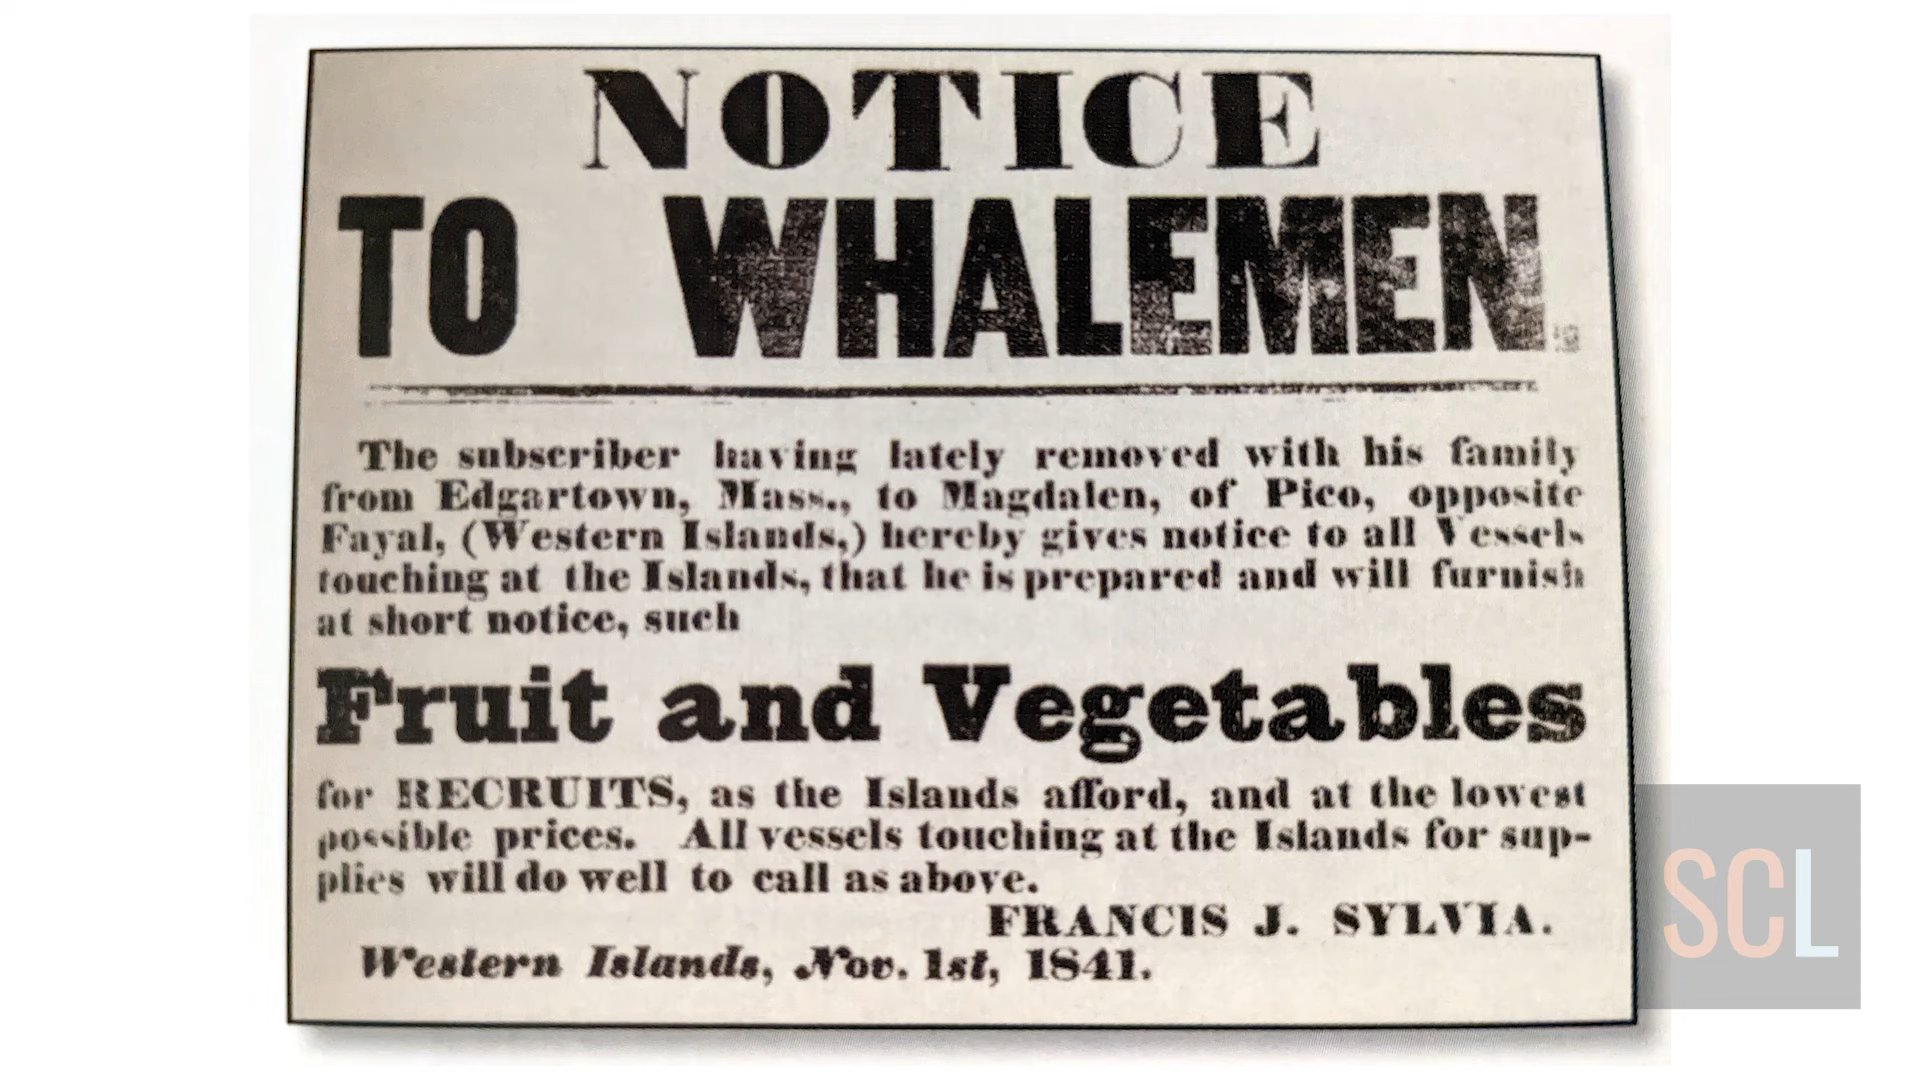 NOTICE
TO WHALEMEN.
The subscriber having lately removed with his family
from Edgartown, Mass., to Magdalen, of Pico, opposite
Fayal, (Western Islands,) hereby gives notice to all Vessels
touching at the Islands, that he is prepared and will furnish
at short notice, such
Fruit and Vegetables
for RECRUITS, as the Islands afford, and at the lowest
possible prices. All vessels touching at the Islands for sup-
plies will do well to call as above.
FRANCIS J. SYLVIA.
Western Islands, Nov. 1st, 1841.
SCL